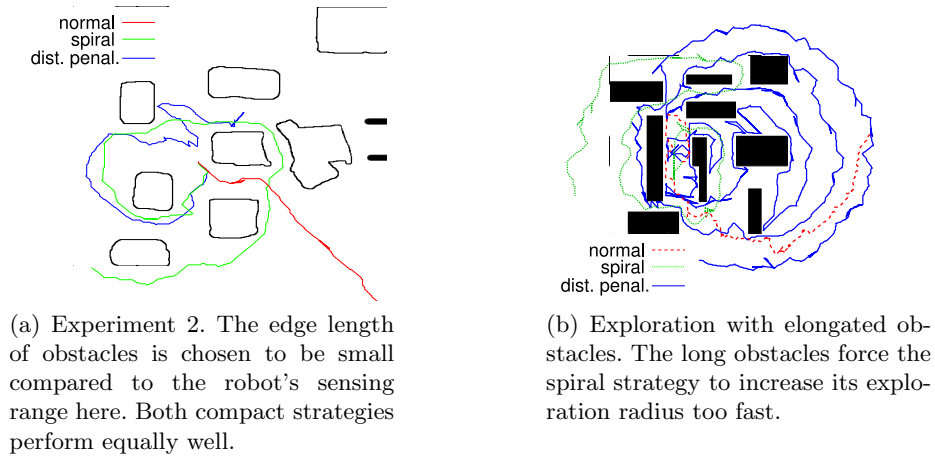 normal
spiral
dist. penal.
normal
spiral
dist. penal.
(a) Experiment 2. The edge length
of obstacles is chosen to be small
compared to the robot's sensing
range here. Both compact strategies
perform equally well.
(b) Exploration with elongated ob-
stacles. The long obstacles force the
spiral strategy to increase its explo-
ration radius too fast.